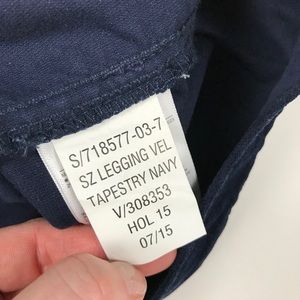 S/718577-03-7
SZ LEGGING VEL
TAPESTRY NAVY
V/308353
HOL 15
07/15